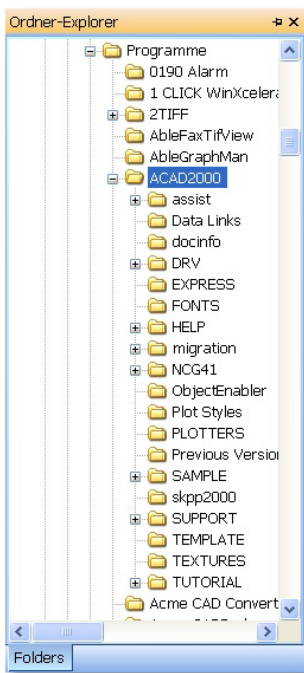 Ordner-Explorer
Programme
0190 Alarm
1 CLICK WinXcelera
2TIFF
AbleFaxTifView
AbleGraphMan
ACAD2000
assist
Data Links
docinfo
DRV
EXPRESS
FONTS
HELP
migration
NCG41
ObjectEnabler
Plot Styles
PLOTTERS
Previous Version
SAMPLE
skpp2000
SUPPORT
TEMPLATE
TEXTURES
TUTORIAL
Acme CAD Convert
Folders